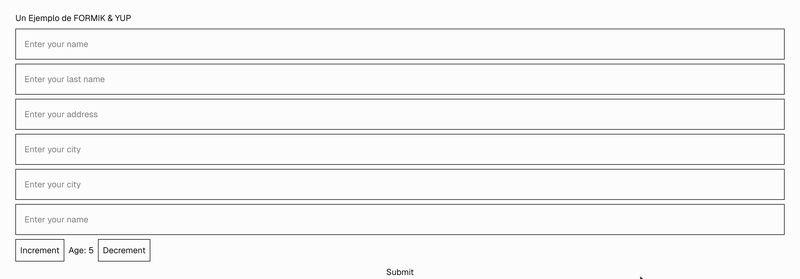 Un Ejemplo de FORMIK & YUP
Enter your name
Enter your last name
Enter your address
Enter your city
Enter your city
Enter your name
Increment Age: 5 Decrement
Submit